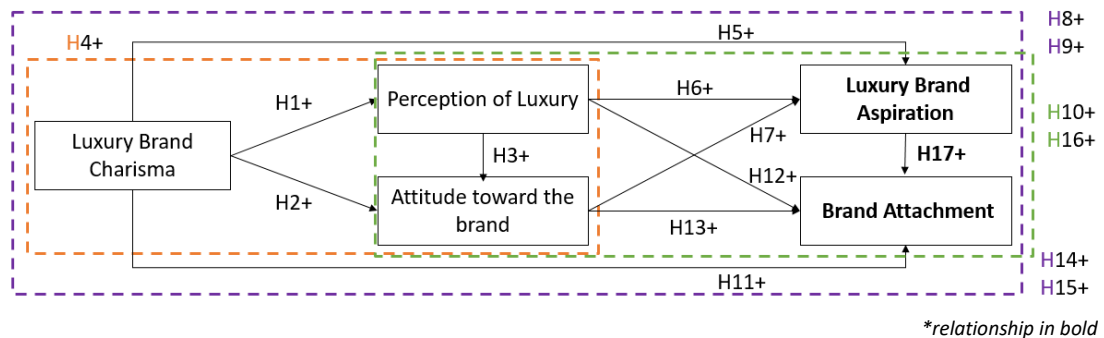 H8+
H4+
H5+
H9+
Perception of Luxury
H6+
Luxury Brand
Aspiration
H1+
H10+
H7+
H16+
Luxury Brand
Charisma
H3+
H17+
H12+
H2+
Attitude toward the
brand
H13+
Brand Attachment
H14+
H11+
H15+
*relationship in bold